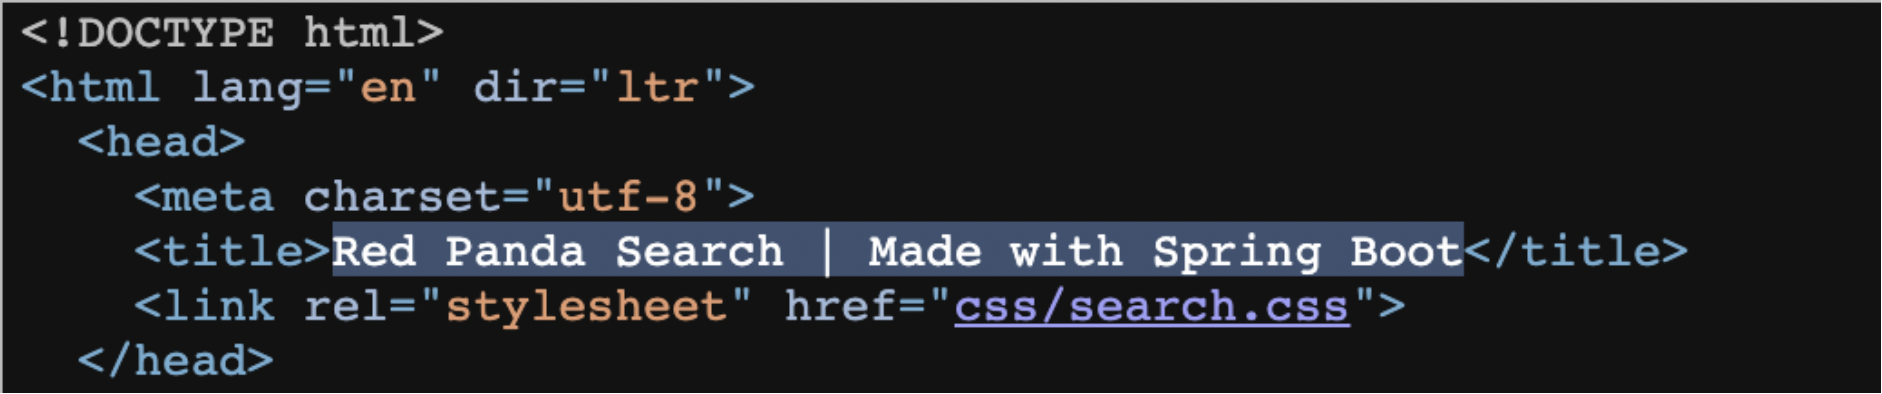 <!DOCTYPE html>
<html lang="en" dir="ltr">
<head>
<meta charset="utf-8">
<title>Red Panda Search | Made with Spring Boot</title>
<link rel="stylesheet" href="css/search.css">
</head>